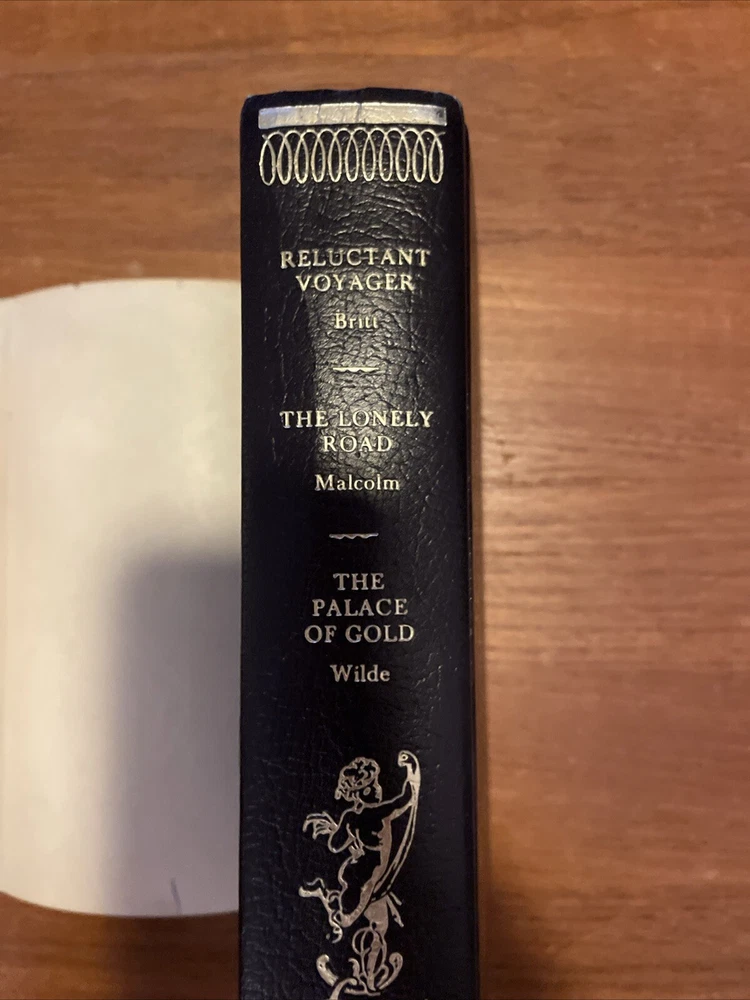 RELUCTANT
VOYAGER
Britt
THE LONELY
ROAD
Malcolm
THE
PALACE
OF GOLD
Wilde